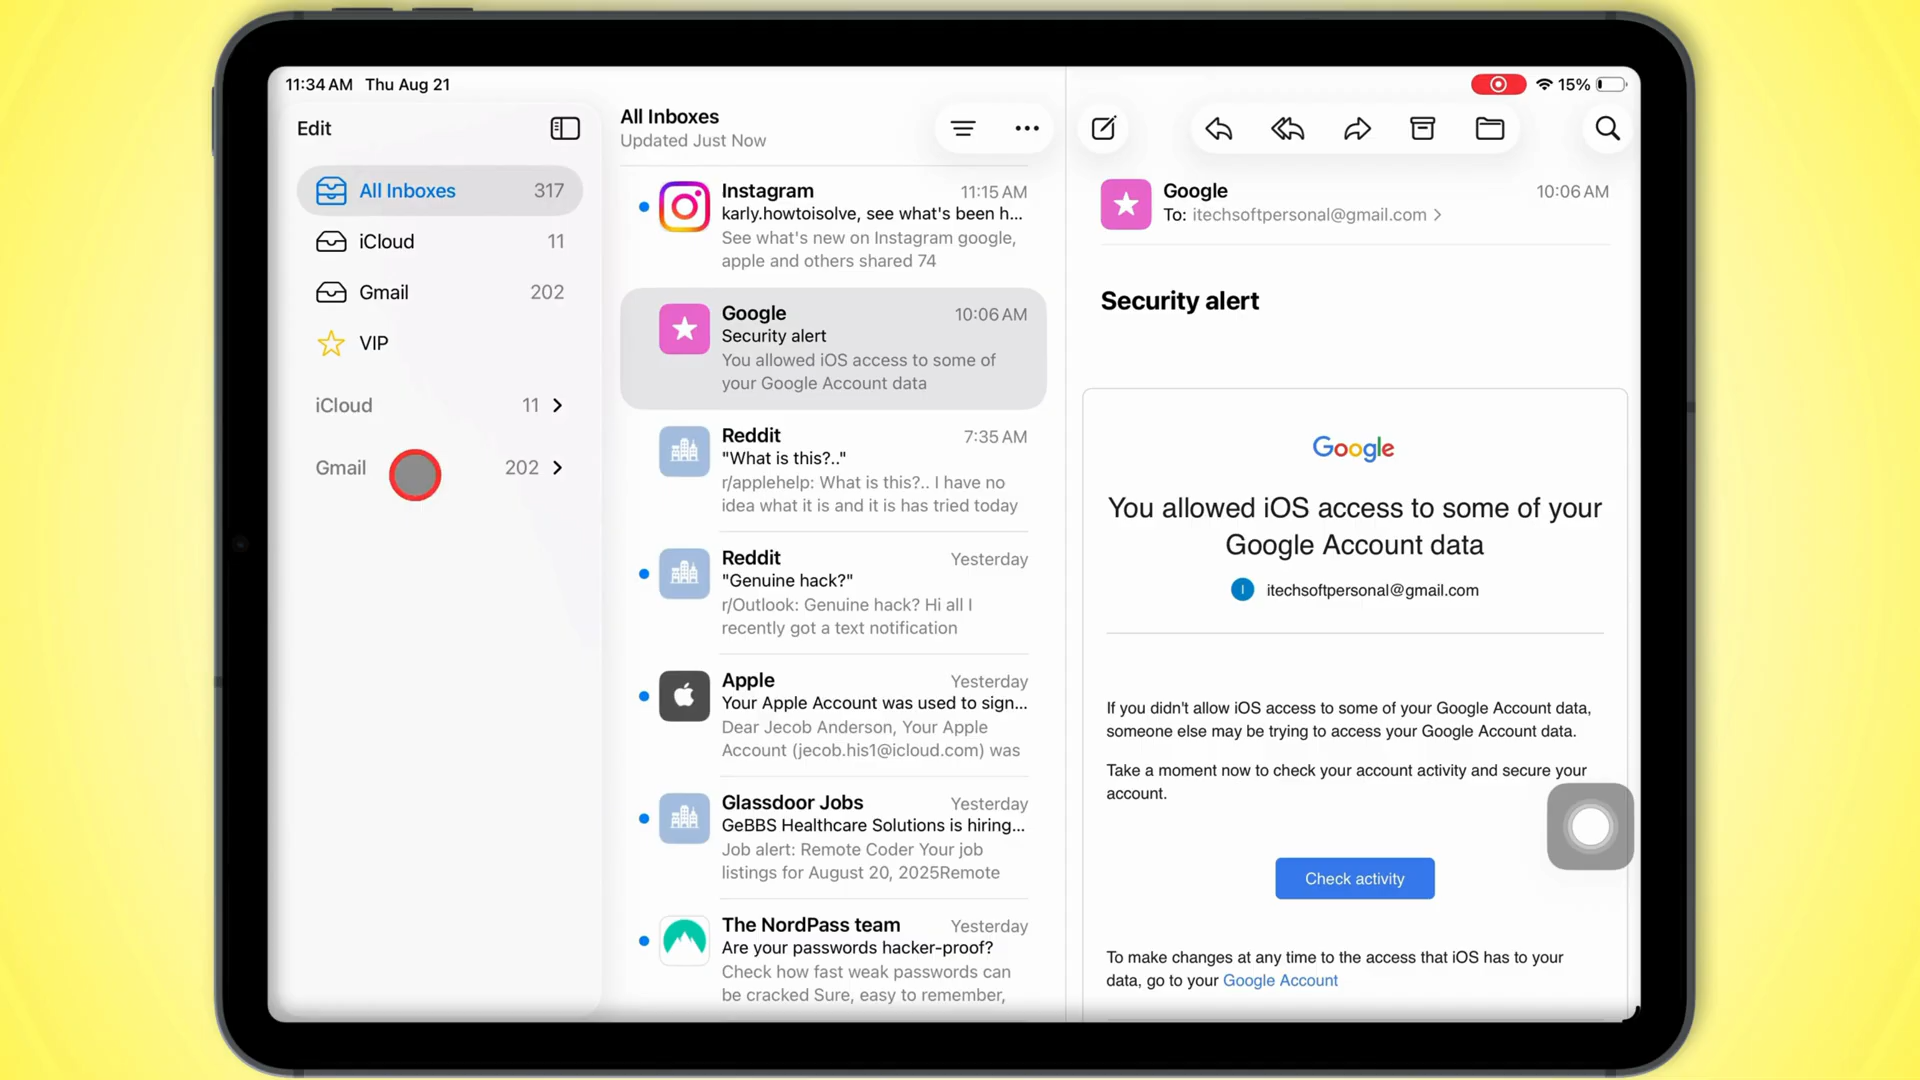 11:34 AM Thu Aug 21
15%
Edit
All Inboxes 317
iCloud 11
Gmail 202
VIP
iCloud 11
Gmail 202
All Inboxes
Updated Just Now
Instagram 11:15 AM
karly.howtoisolve, see what's been h...
See what's new on Instagram google,
apple and others shared 74
Google 10:06 AM
Security alert
You allowed iOS access to some of
your Google Account data
Reddit 7:35 AM
"What is this?.."
r/applehelp: What is this?.. I have no
idea what it is and it is has tried today
Reddit Yesterday
"Genuine hack?"
r/Outlook: Genuine hack? Hi all I
recently got a text notification
Apple Yesterday
Your Apple Account was used to sign...
Dear Jecob Anderson, Your Apple
Account (jecob.his1@icloud.com) was
Glassdoor Jobs Yesterday
GeBBS Healthcare Solutions is hiring...
Job alert: Remote Coder Your job
listings for August 20, 2025Remote
The NordPass team Yesterday
Are your passwords hacker-proof?
Check how fast weak passwords can
be cracked Sure, easy to remember,
Google 10:06 AM
To: itechsoftpersonal@gmail.com
Security alert
Google
You allowed iOS access to some of your
Google Account data
I itechsoftpersonal@gmail.com
If you didn't allow iOS access to some of your Google Account data,
someone else may be trying to access your Google Account data.
Take a moment now to check your account activity and secure your
account.
Check activity
To make changes at any time to the access that iOS has to your
data, go to your Google Account